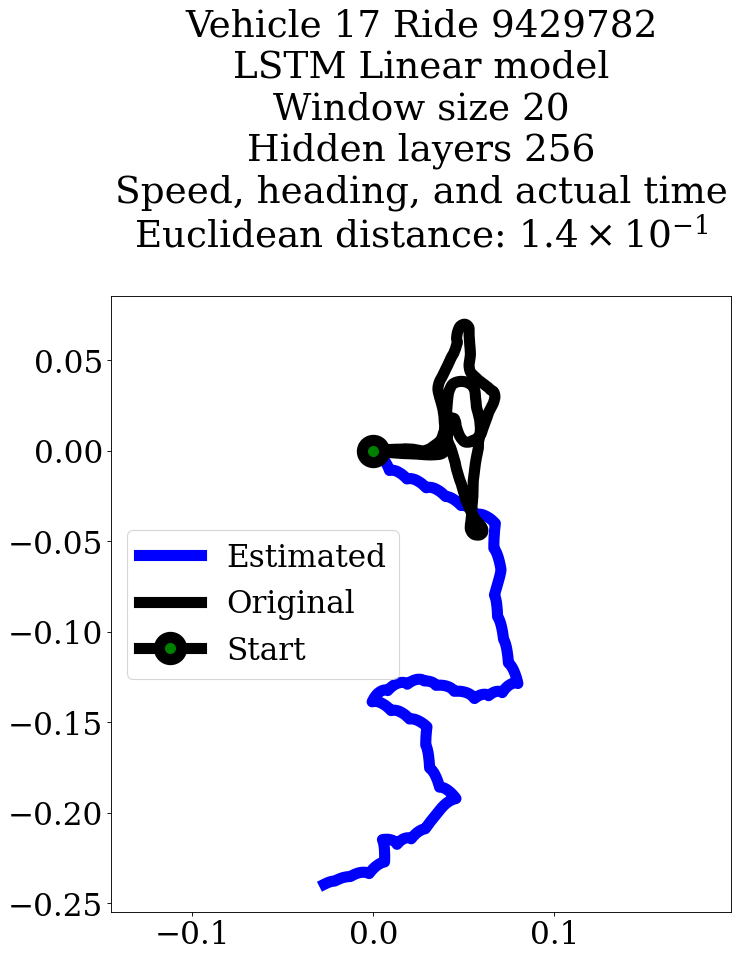 Vehicle 17 Ride 9429782
LSTM Linear model
Window size 20
Hidden layers 256
Speed, heading, and actual time
Euclidean distance: 1.4 × 10⁻¹
0.05
0.00
−0.05
−0.10
−0.15
−0.20
−0.25
Estimated
Original
Start
−0.1
0.0
0.1